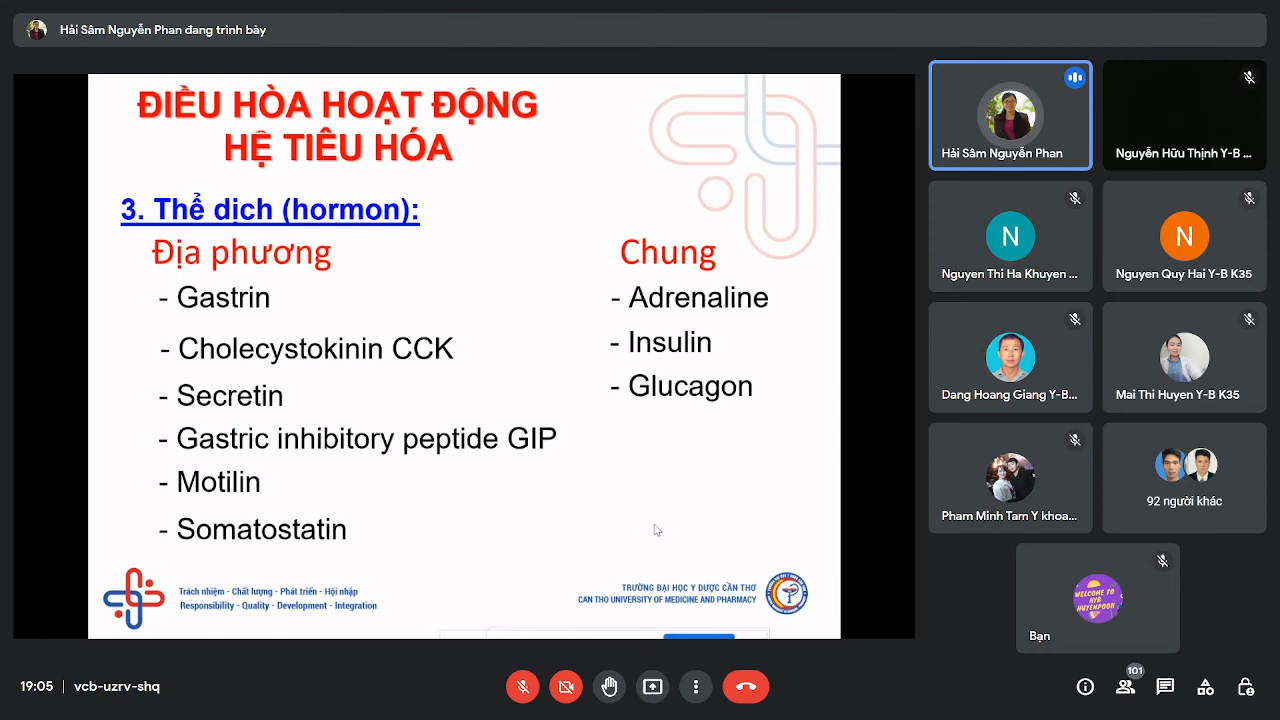 Hải Sâm Nguyễn Phan đang trình bày
ĐIỀU HÒA HOẠT ĐỘNG
HỆ TIÊU HÓA
3. Thể dịch (hormon):
Địa phương
- Gastrin
- Cholecystokinin CCK
- Secretin
- Gastric inhibitory peptide GIP
- Motilin
- Somatostatin
Chung
- Adrenaline
- Insulin
- Glucagon
Trách nhiệm - Chất lượng - Phát triển - Hội nhập
Responsibility - Quality - Development - Integration
TRƯỜNG ĐẠI HỌC Y DƯỢC CẦN THƠ
CAN THO UNIVERSITY OF MEDICINE AND PHARMACY
Hải Sâm Nguyễn Phan
Nguyễn Hữu Thịnh Y-B ...
N
Nguyen Thi Ha Khuyen ...
N
Nguyen Quy Hai Y-B K35
Dang Hoang Giang Y-B...
Mai Thi Huyen Y-B K35
Pham Minh Tam Y khoa...
92 người khác
WELCOME TO
HYB
HUYENPOOH
Bạn
19:05 | vcb-uzrv-shq
101